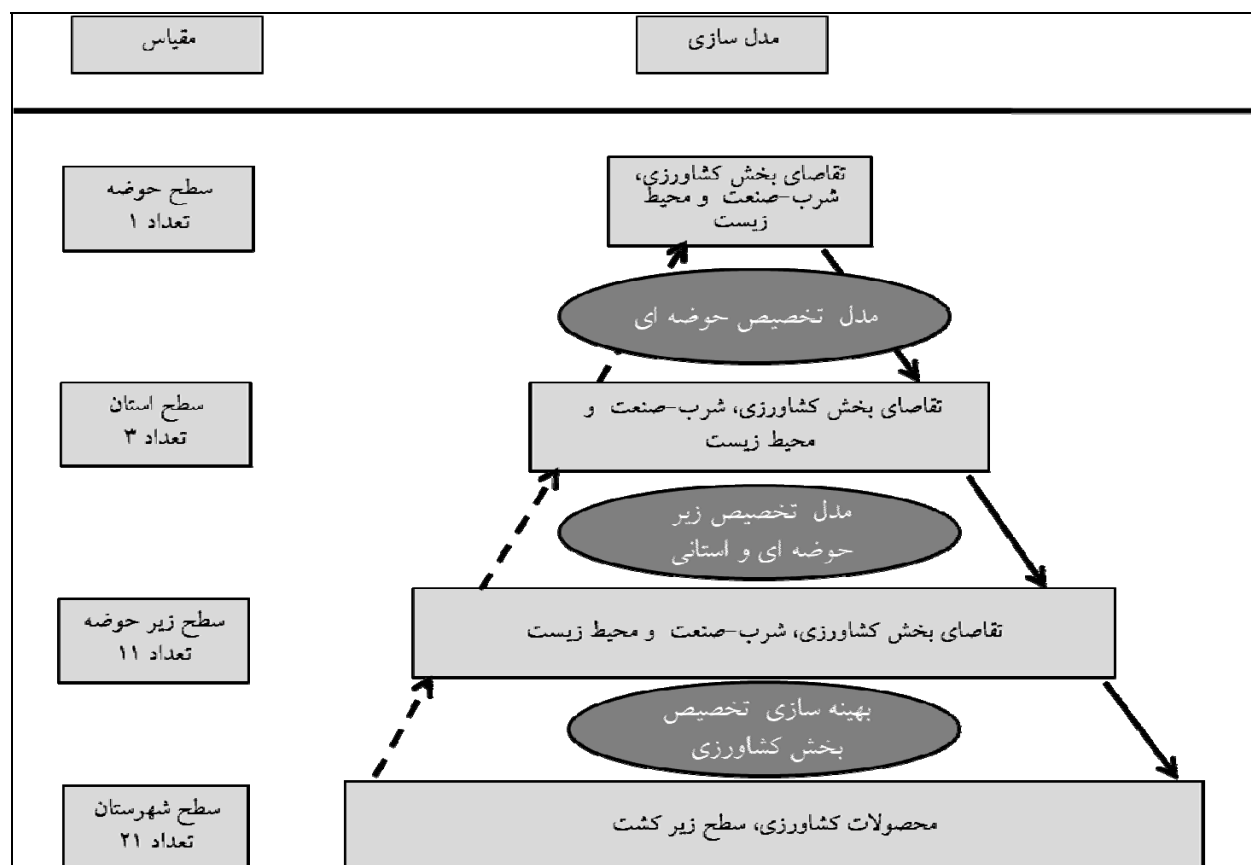 مدل سازی
مقیاس
تقاصای بخش کشاورزی،
شرب-صنعت و محیط
زیست
سطح حوضه
تعداد ۱
مدل تخصیص حوضه ای
تقاصای بخش کشاورزی، شرب-صنعت و
محیط زیست
سطح استان
تعداد ۳
مدل تخصیص زیر
حوضه ای و استانی
تقاصای بخش کشاورزی، شرب-صنعت و محیط زیست
سطح زیر حوضه
تعداد ۱۱
بهینه سازی تخصیص
بخش کشاورزی
محصولات کشاورزی، سطح زیر کشت
سطح شهرستان
تعداد ۲۱